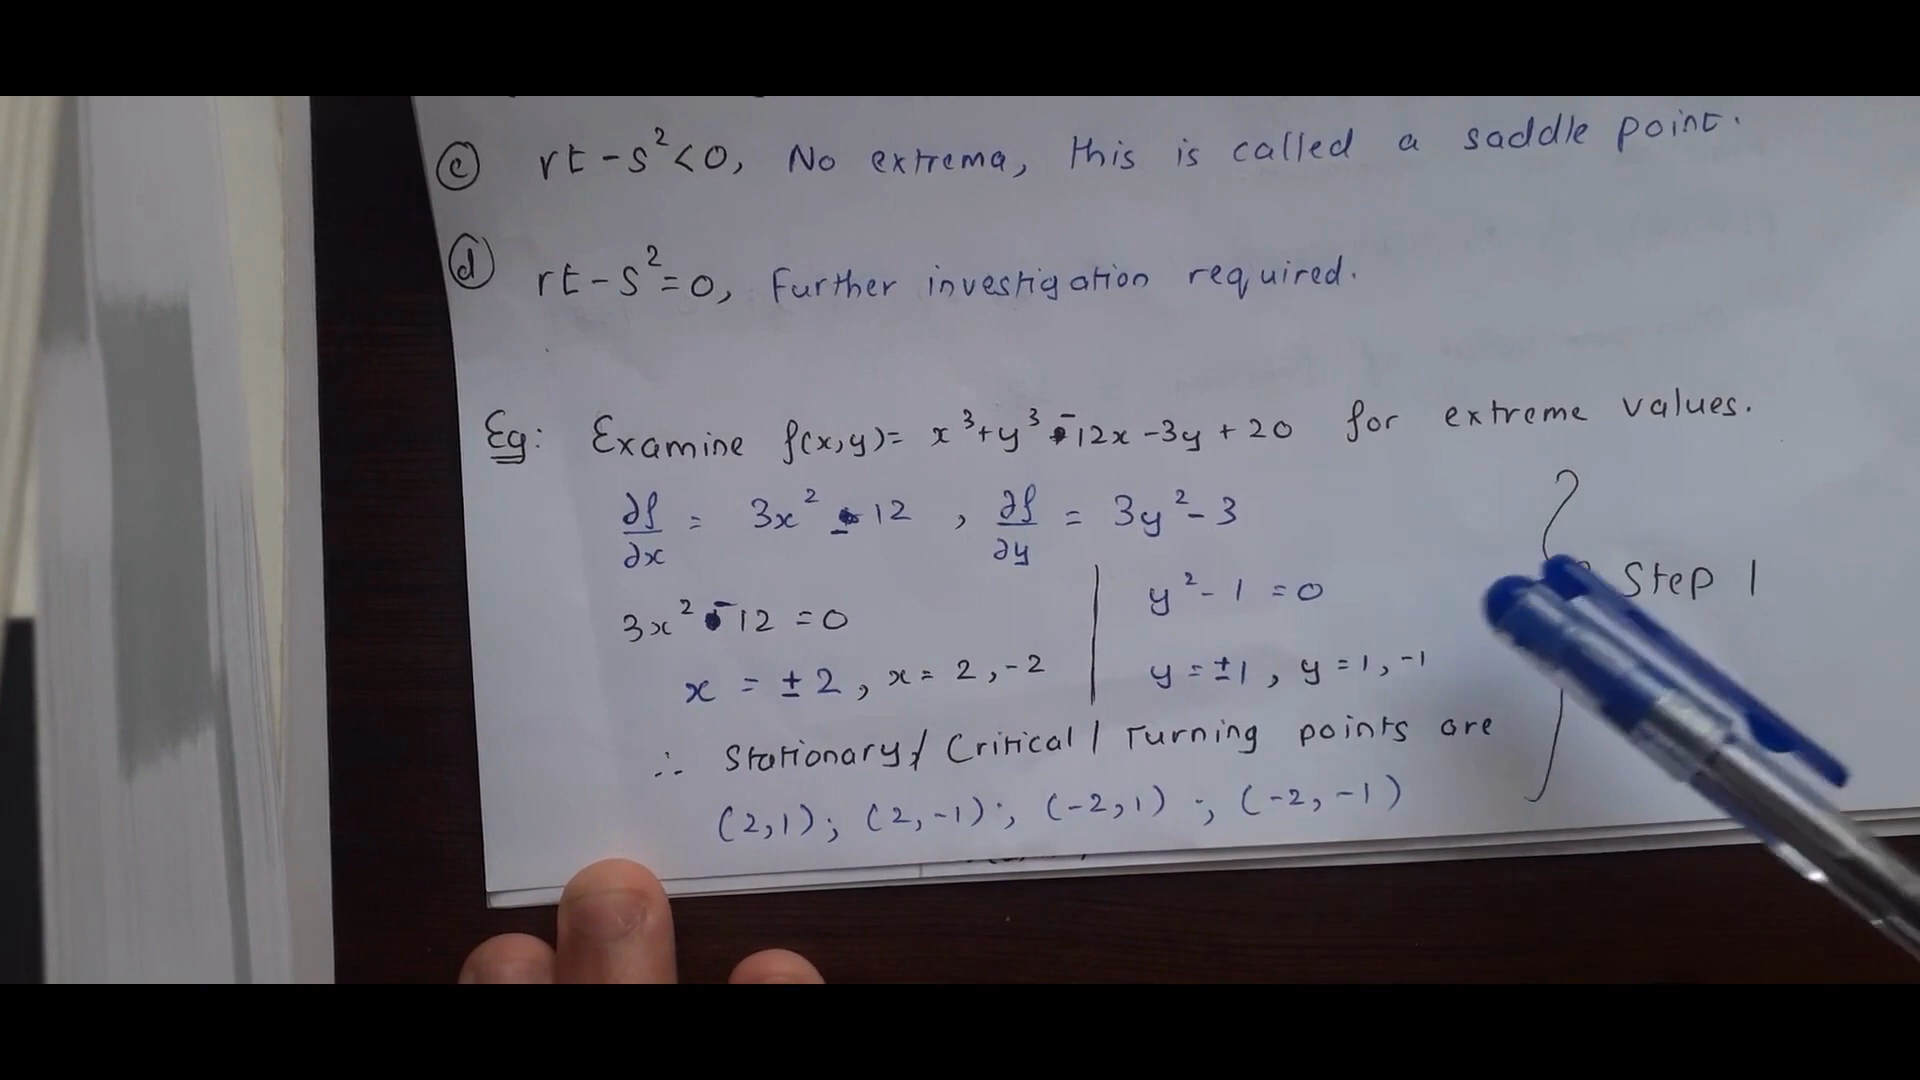 (c) rt - s² < 0, No extrema, this is called a saddle point.
(d) rt - s² = 0, Further investigation required.
Eg: Examine f(x,y) = x³ + y³ - 12x - 3y + 20 for extreme values.
∂f/∂x = 3x² - 12 , ∂f/∂y = 3y² - 3
3x² - 12 = 0
x = ± 2 , x = 2 , -2
y² - 1 = 0
y = ± 1 , y = 1 , -1
Step 1
∴ Stationary / Critical / Turning points are
(2,1) ; (2,-1) ; (-2,1) ; (-2,-1)